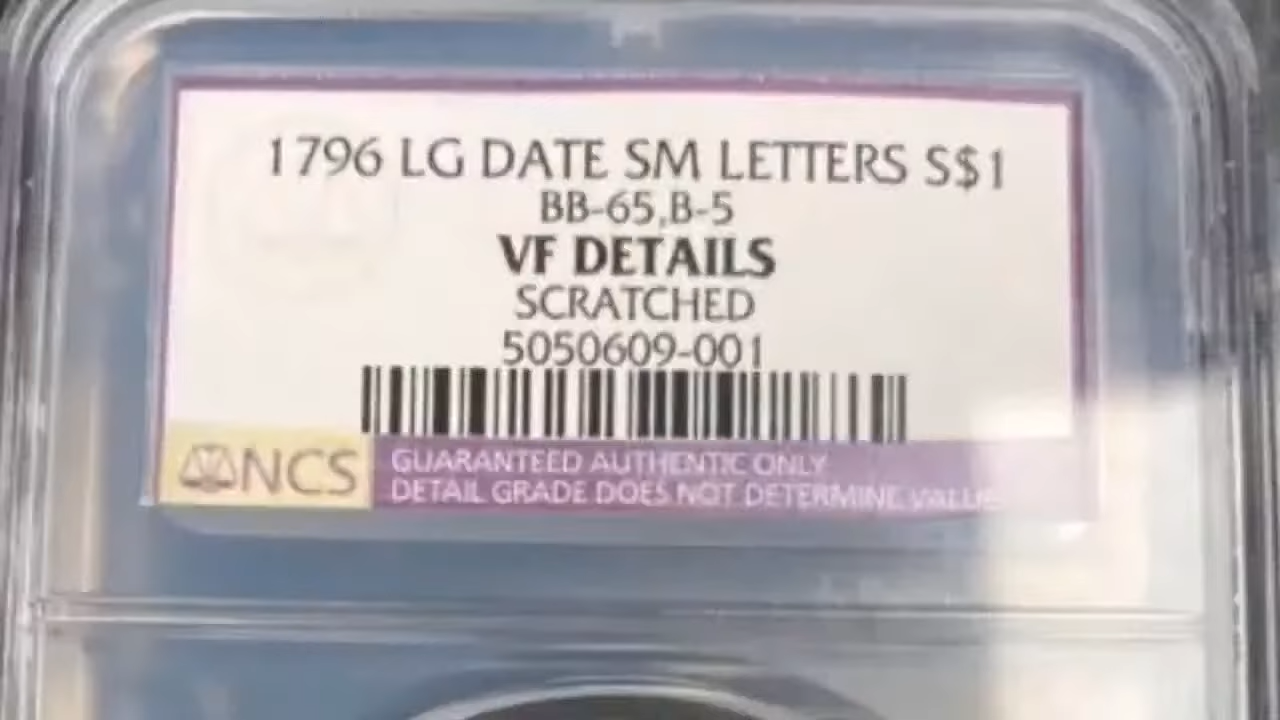 1796 LG DATE SM LETTERS S$1
BB-65,B-5
VF DETAILS
SCRATCHED
5050609-001
NCS
GUARANTEED AUTHENTIC ONLY
DETAIL GRADE DOES NOT DETERMINE VALUE